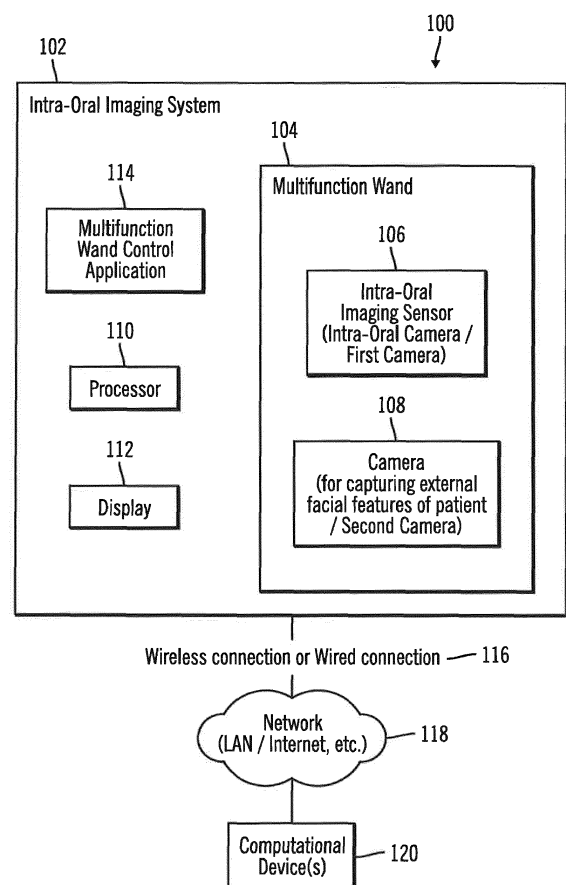 100
102
Intra-Oral Imaging System
104
Multifunction Wand
114
Multifunction
Wand Control
Application
106
Intra-Oral
Imaging Sensor
(Intra-Oral Camera /
First Camera)
110
Processor
108
Camera
(for capturing external
facial features of patient
/ Second Camera)
112
Display
Wireless connection or Wired connection 116
Network
(LAN / Internet, etc.)
118
Computational
Device(s)
120